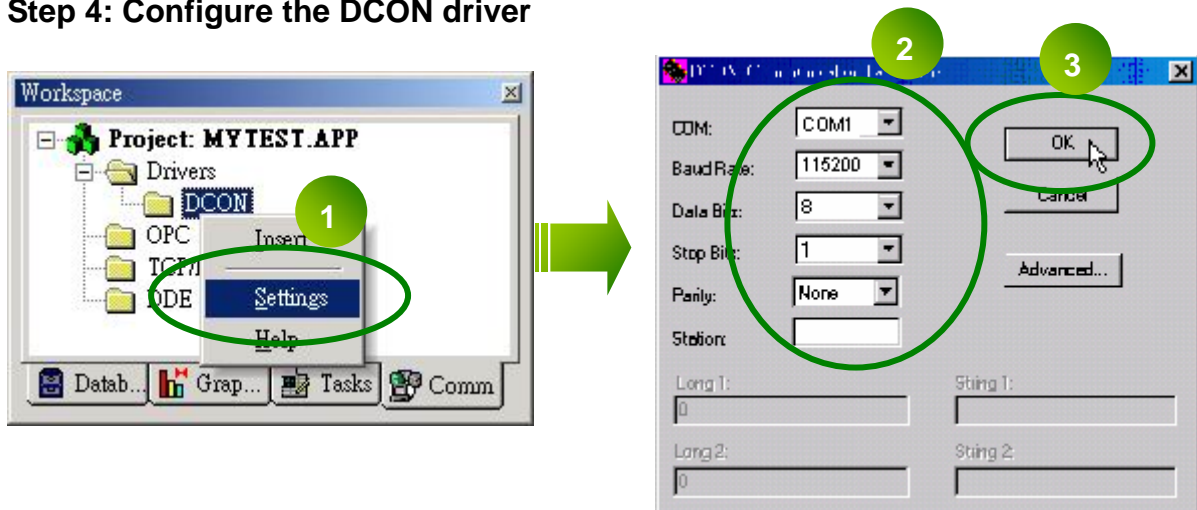 Step 4: Configure the DCON driver
1
2
3
Workspace
Project: MYTEST.APP
Drivers
DCON
OPC
DDE
Insert
Settings
Help
Datab...
Grap...
Tasks
Comm
COM:
COM1
Baud Rate:
115200
Data Bits:
8
Stop Bits:
1
Parity:
None
Station:
OK
Cancel
Advanced...
Long 1:
0
String 1:
Long 2:
0
String 2: